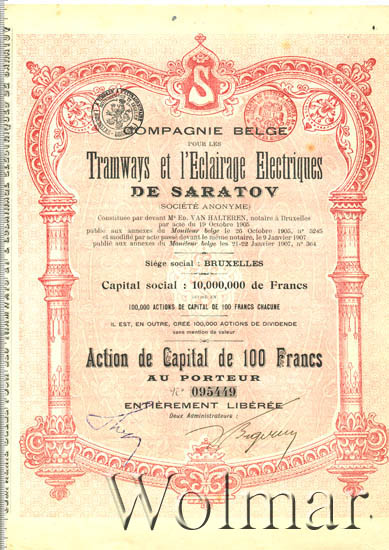 S
COMPAGNIE BELGE
POUR LES
Tramways et l'Eclairage Electriques
DE SARATOV
(SOCIÉTÉ ANONYME)
Constituée par devant Me ED. VAN HALTEREN, notaire à Bruxelles
par acte du 19 Octobre 1905
publié aux annexes du Moniteur belge le 26 Octobre 1905, n° 5245
et modifié par acte passé devant le même notaire, le 9 Janvier 1907
publié aux annexes du Moniteur belge les 21-22 Janvier 1907, n° 364
Siège social : BRUXELLES
Capital social : 10,000,000 de Francs
DIVISÉ EN
100,000 ACTIONS DE CAPITAL DE 100 FRANCS CHACUNE
IL EST, EN OUTRE, CRÉÉ 100,000 ACTIONS DE DIVIDENDE
sans mention de valeur
Action de Capital de 100 Francs
AU PORTEUR
N° 095449
ENTIÈREMENT LIBÉRÉE
Deux Administrateurs :
Wolmar